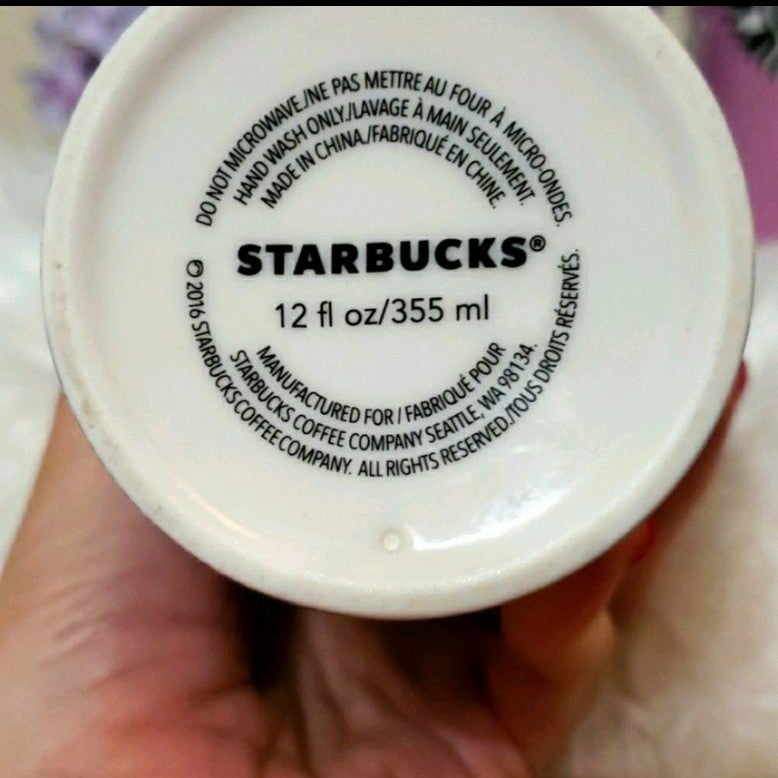 DO NOT MICROWAVE./NE PAS METTRE AU FOUR À MICRO-ONDES.
HAND WASH ONLY./LAVAGE À MAIN SEULEMENT.
MADE IN CHINA./FABRIQUÉ EN CHINE.
STARBUCKS®
12 fl oz/355 ml
MANUFACTURED FOR / FABRIQUÉ POUR
STARBUCKS COFFEE COMPANY SEATTLE, WA 98134.
© 2016 STARBUCKS COFFEE COMPANY. ALL RIGHTS RESERVED./TOUS DROITS RÉSERVÉS.